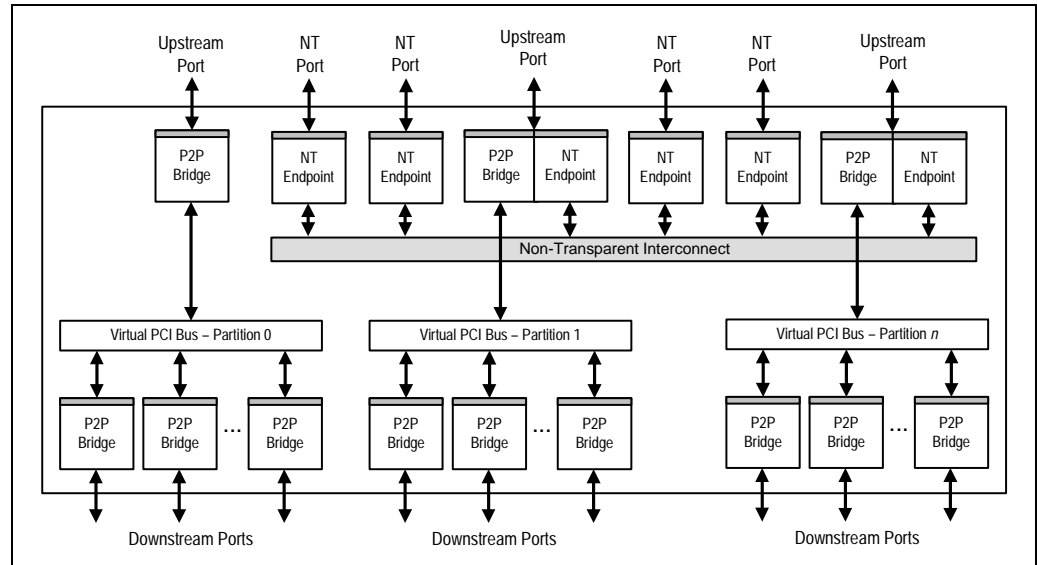 Upstream
Port
NT
Port
NT
Port
Upstream
Port
NT
Port
NT
Port
Upstream
Port
P2P
Bridge
NT
Endpoint
NT
Endpoint
P2P
Bridge
NT
Endpoint
NT
Endpoint
NT
Endpoint
P2P
Bridge
NT
Endpoint
Non-Transparent Interconnect
Virtual PCI Bus – Partition 0
Virtual PCI Bus – Partition 1
Virtual PCI Bus – Partition n
P2P
Bridge
P2P
Bridge
...
P2P
Bridge
P2P
Bridge
P2P
Bridge
...
P2P
Bridge
P2P
Bridge
P2P
Bridge
...
P2P
Bridge
Downstream Ports
Downstream Ports
Downstream Ports